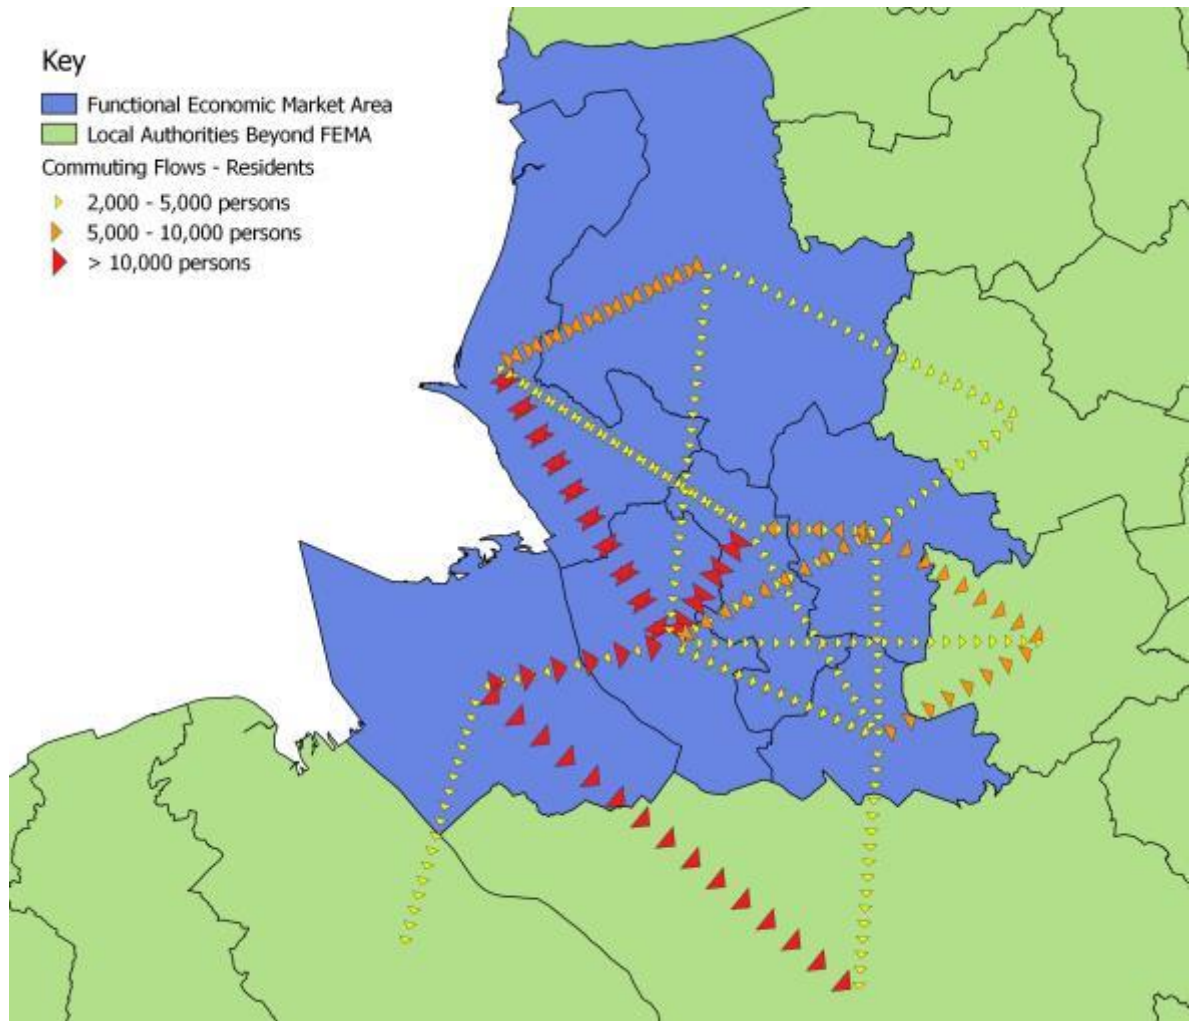 Key
Functional Economic Market Area
Local Authorities Beyond FEMA
Commuting Flows - Residents
2,000 - 5,000 persons
5,000 - 10,000 persons
> 10,000 persons